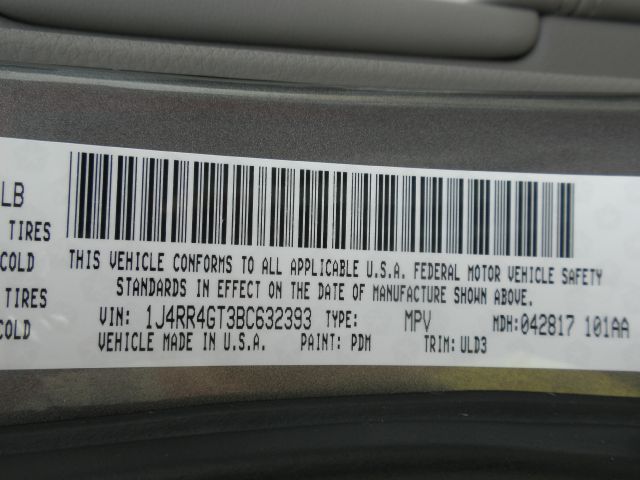 LB
TIRES
COLD
TIRES
COLD
THIS VEHICLE CONFORMS TO ALL APPLICABLE U.S.A. FEDERAL MOTOR VEHICLE SAFETY
STANDARDS IN EFFECT ON THE DATE OF MANUFACTURE SHOWN ABOVE.
VIN: 1J4RR4GT3BC632393 TYPE: MPV MDH:042817 101AA
VEHICLE MADE IN U.S.A. PAINT: PDM TRIM:ULD3